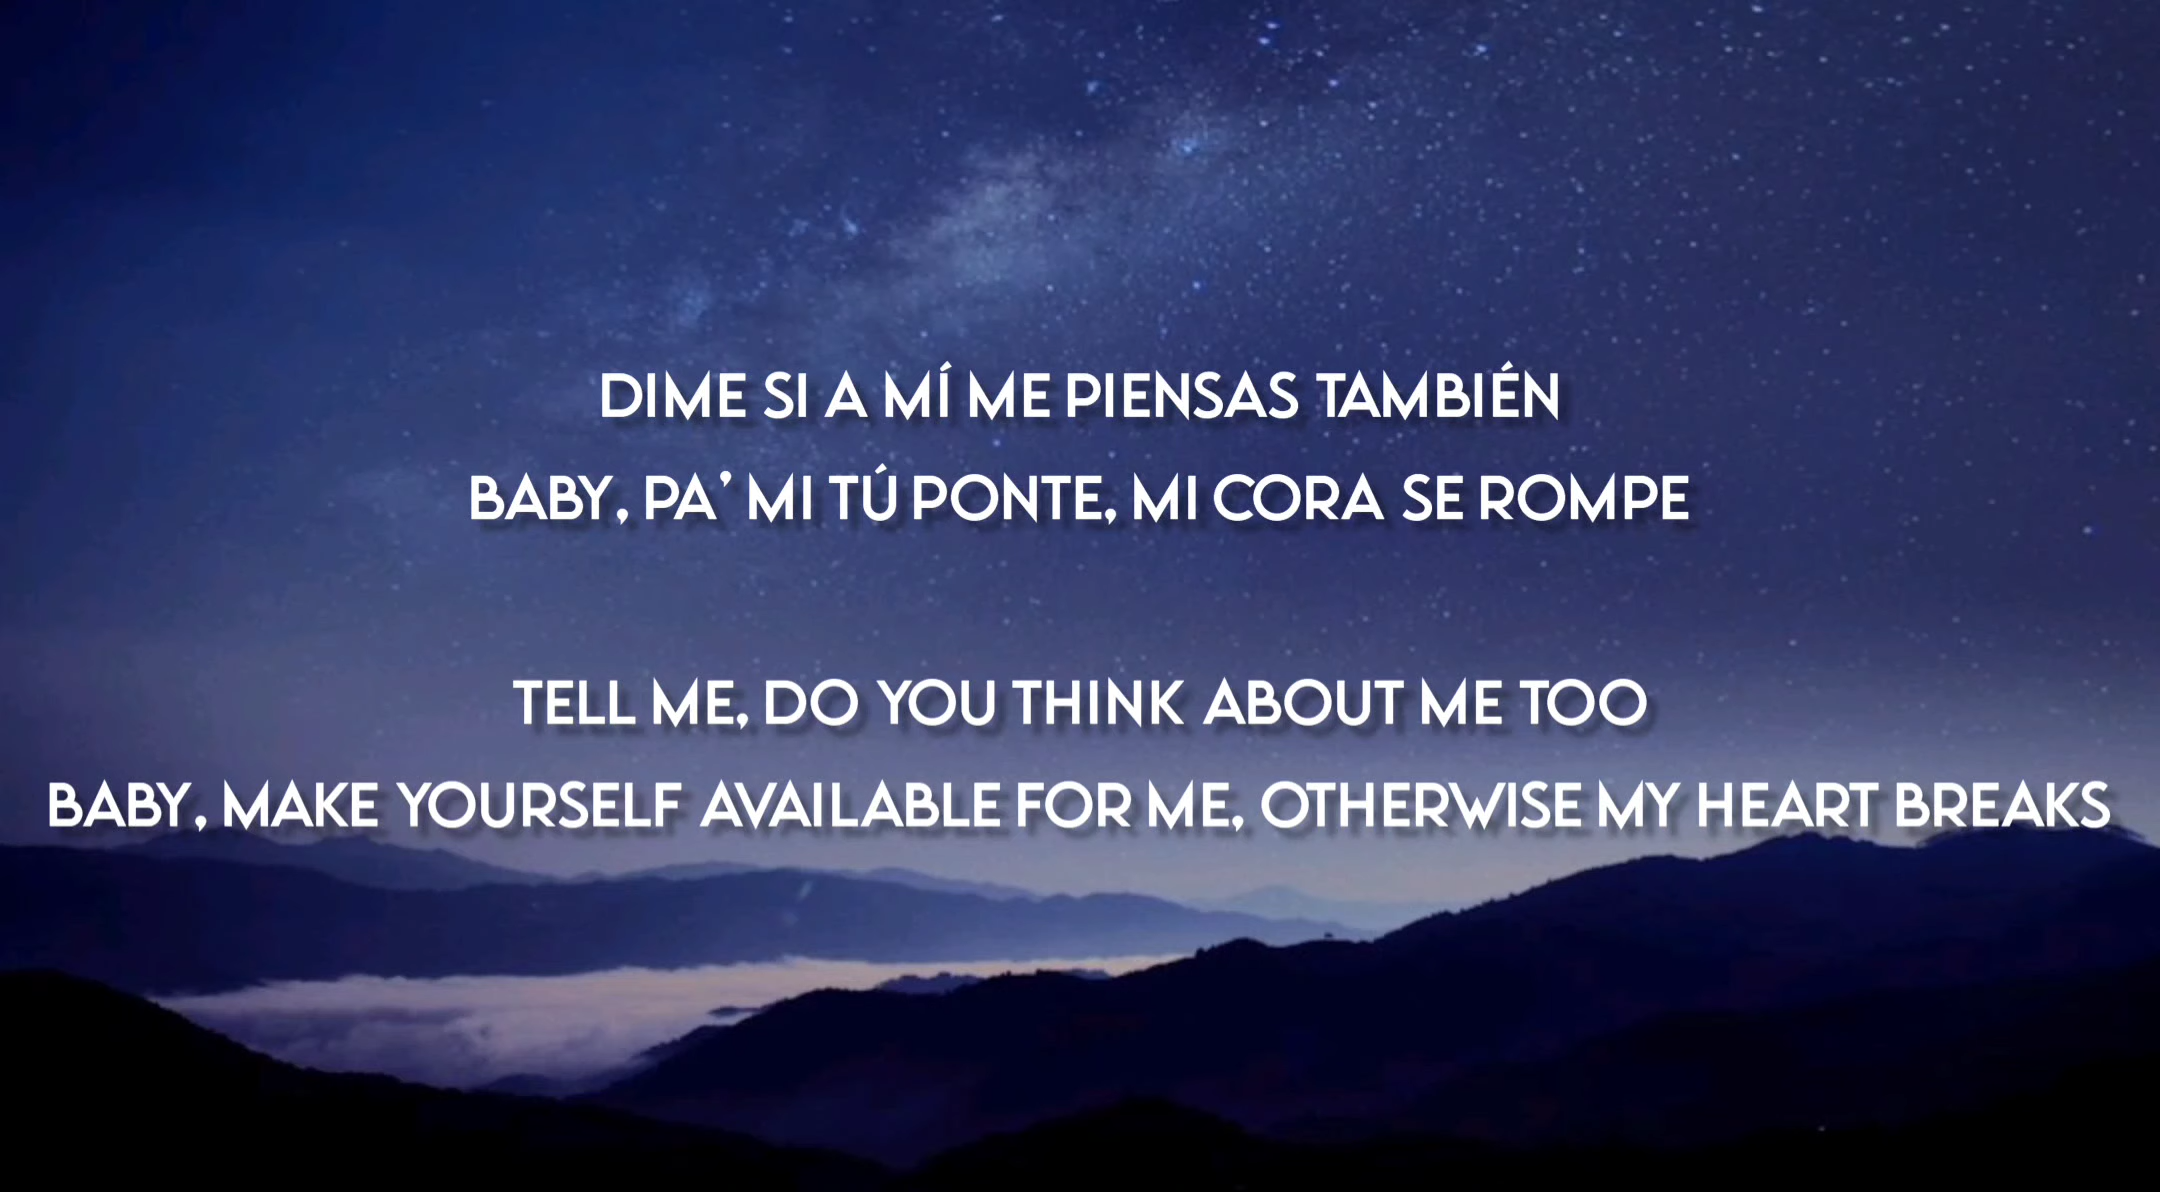 DIME SI A MÍ ME PIENSAS TAMBIÉN
BABY, PA' MI TÚ PONTE, MI CORA SE ROMPE
TELL ME, DO YOU THINK ABOUT ME TOO
BABY, MAKE YOURSELF AVAILABLE FOR ME, OTHERWISE MY HEART BREAKS